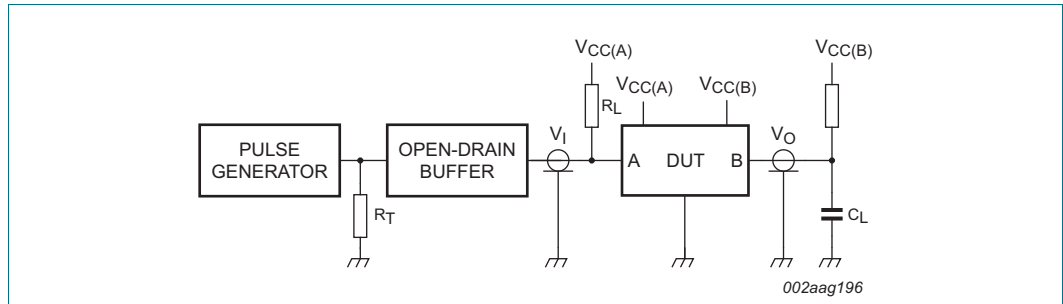 VCC(A)
VCC(B)
VCC(A)
VCC(B)
RL
VI
VO
PULSE
GENERATOR
OPEN-DRAIN
BUFFER
A
DUT
B
RT
CL
002aag196